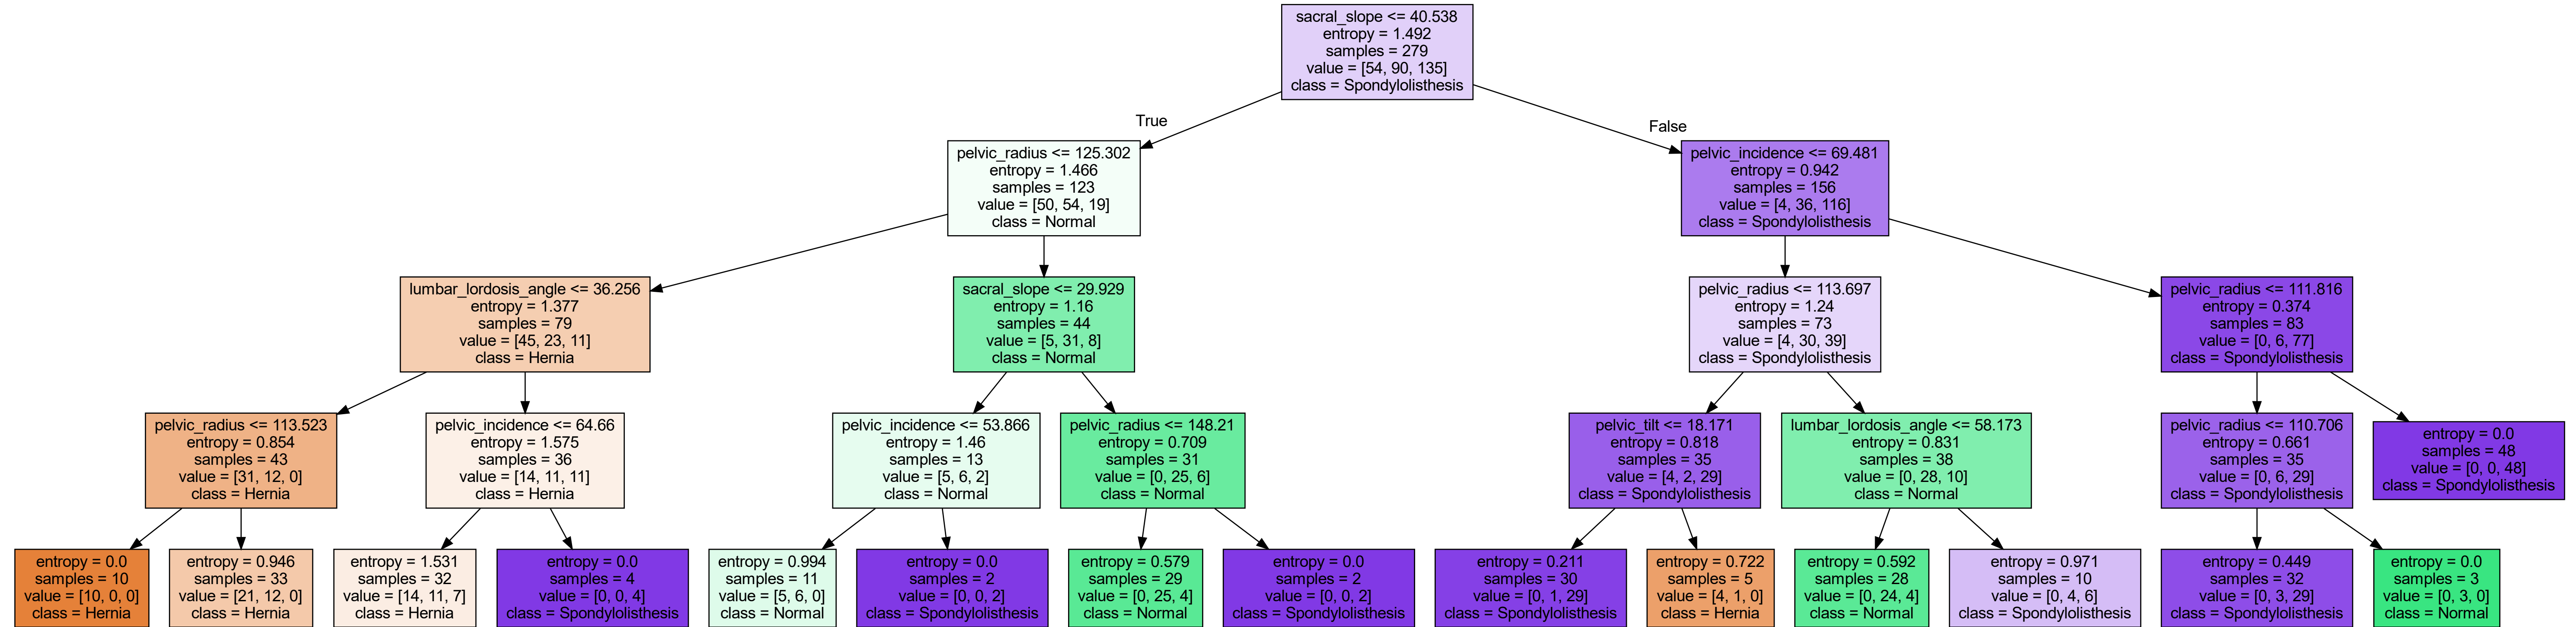 sacral_slope <= 40.538
entropy = 1.492
samples = 279
value = [54, 90, 135]
class = Spondylolisthesis
True
False
pelvic_radius <= 125.302
entropy = 1.466
samples = 123
value = [50, 54, 19]
class = Normal
pelvic_incidence <= 69.481
entropy = 0.942
samples = 156
value = [4, 36, 116]
class = Spondylolisthesis
lumbar_lordosis_angle <= 36.256
entropy = 1.377
samples = 79
value = [45, 23, 11]
class = Hernia
sacral_slope <= 29.929
entropy = 1.16
samples = 44
value = [5, 31, 8]
class = Normal
pelvic_radius <= 113.697
entropy = 1.24
samples = 73
value = [4, 30, 39]
class = Spondylolisthesis
pelvic_radius <= 111.816
entropy = 0.374
samples = 83
value = [0, 6, 77]
class = Spondylolisthesis
pelvic_radius <= 113.523
entropy = 0.854
samples = 43
value = [31, 12, 0]
class = Hernia
pelvic_incidence <= 64.66
entropy = 1.575
samples = 36
value = [14, 11, 11]
class = Hernia
pelvic_incidence <= 53.866
entropy = 1.46
samples = 13
value = [5, 6, 2]
class = Normal
pelvic_radius <= 148.21
entropy = 0.709
samples = 31
value = [0, 25, 6]
class = Normal
pelvic_tilt <= 18.171
entropy = 0.818
samples = 35
value = [4, 2, 29]
class = Spondylolisthesis
lumbar_lordosis_angle <= 58.173
entropy = 0.831
samples = 38
value = [0, 28, 10]
class = Normal
pelvic_radius <= 110.706
entropy = 0.661
samples = 35
value = [0, 6, 29]
class = Spondylolisthesis
entropy = 0.0
samples = 48
value = [0, 0, 48]
class = Spondylolisthesis
entropy = 0.0
samples = 10
value = [10, 0, 0]
class = Hernia
entropy = 0.946
samples = 33
value = [21, 12, 0]
class = Hernia
entropy = 1.531
samples = 32
value = [14, 11, 7]
class = Hernia
entropy = 0.0
samples = 4
value = [0, 0, 4]
class = Spondylolisthesis
entropy = 0.994
samples = 11
value = [5, 6, 0]
class = Normal
entropy = 0.0
samples = 2
value = [0, 0, 2]
class = Spondylolisthesis
entropy = 0.579
samples = 29
value = [0, 25, 4]
class = Normal
entropy = 0.0
samples = 2
value = [0, 0, 2]
class = Spondylolisthesis
entropy = 0.211
samples = 30
value = [0, 1, 29]
class = Spondylolisthesis
entropy = 0.722
samples = 5
value = [4, 1, 0]
class = Hernia
entropy = 0.592
samples = 28
value = [0, 24, 4]
class = Normal
entropy = 0.971
samples = 10
value = [0, 4, 6]
class = Spondylolisthesis
entropy = 0.449
samples = 32
value = [0, 3, 29]
class = Spondylolisthesis
entropy = 0.0
samples = 3
value = [0, 3, 0]
class = Normal